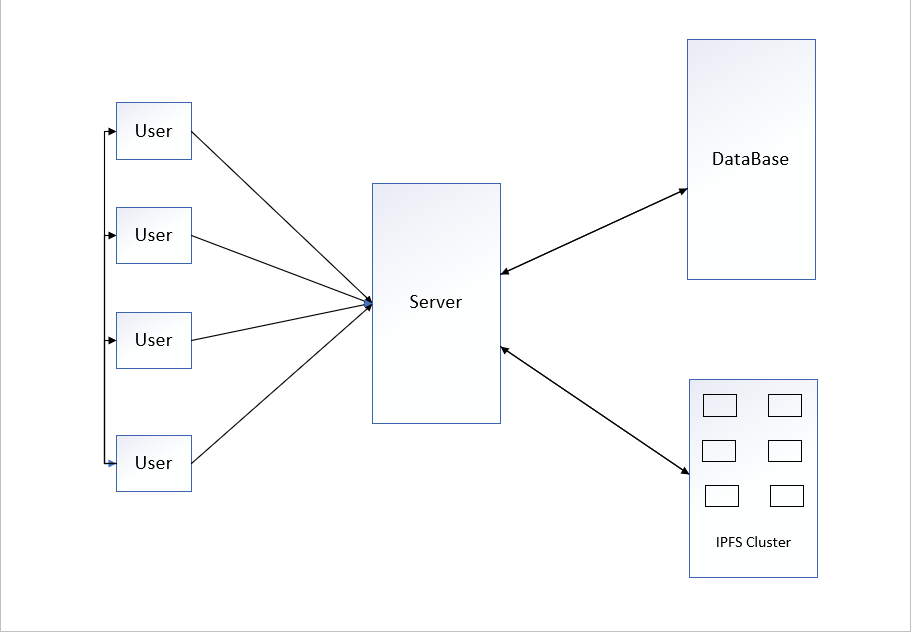 User
User
User
User
Server
DataBase
IPFS Cluster